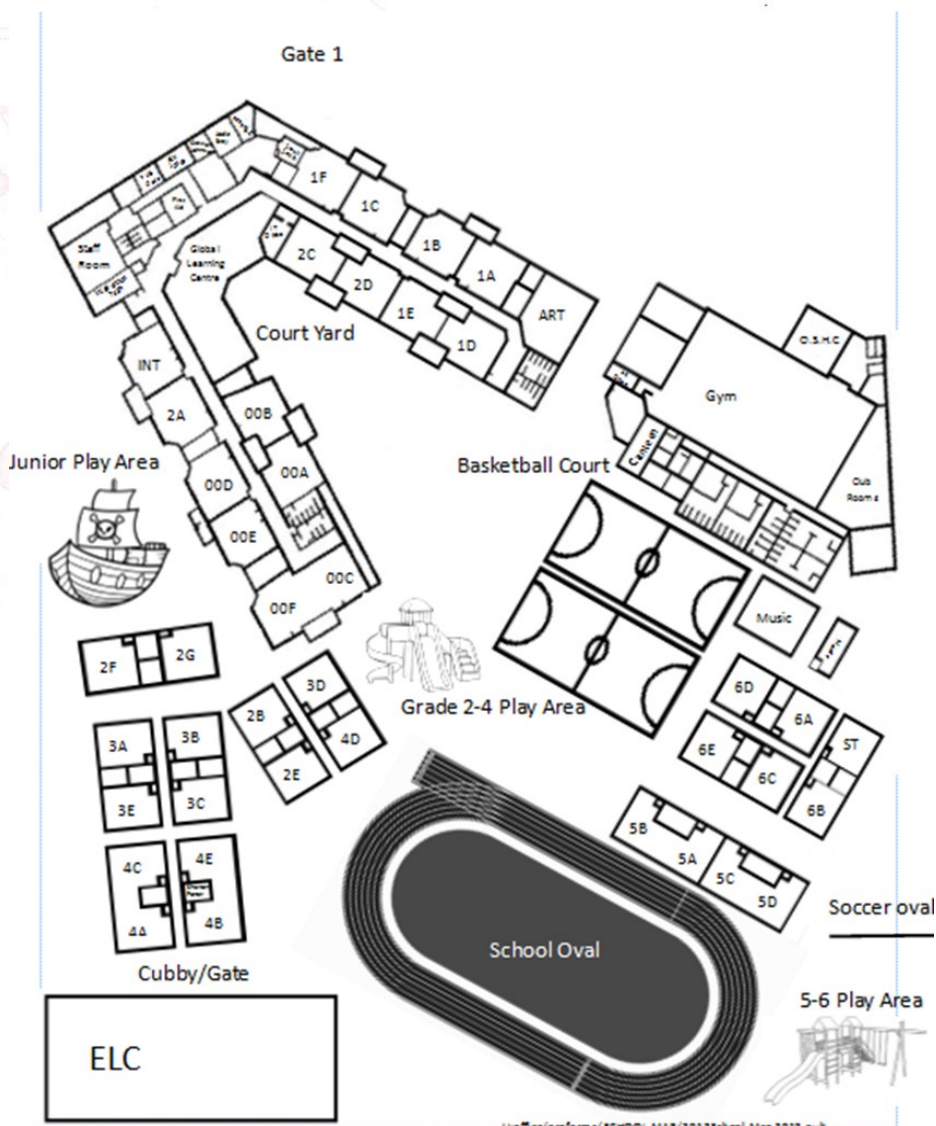 Gate 1
1F
1C
1B
1A
ART
Staff
Room
Global
Learning
Centre
2C
2D
1E
1D
Court Yard
O.S.H.C
Gym
INT
2A
00B
00A
Canteen
Junior Play Area
Basketball Court
00D
00E
00C
00F
Music
2F
2G
3D
2B
4D
2E
Grade 2-4 Play Area
6D
6A
ST
6E
6C
6B
3A
3B
3E
3C
5B
5A
5C
5D
4C
4E
4A
4B
Soccer oval
School Oval
Cubby/Gate
5-6 Play Area
ELC